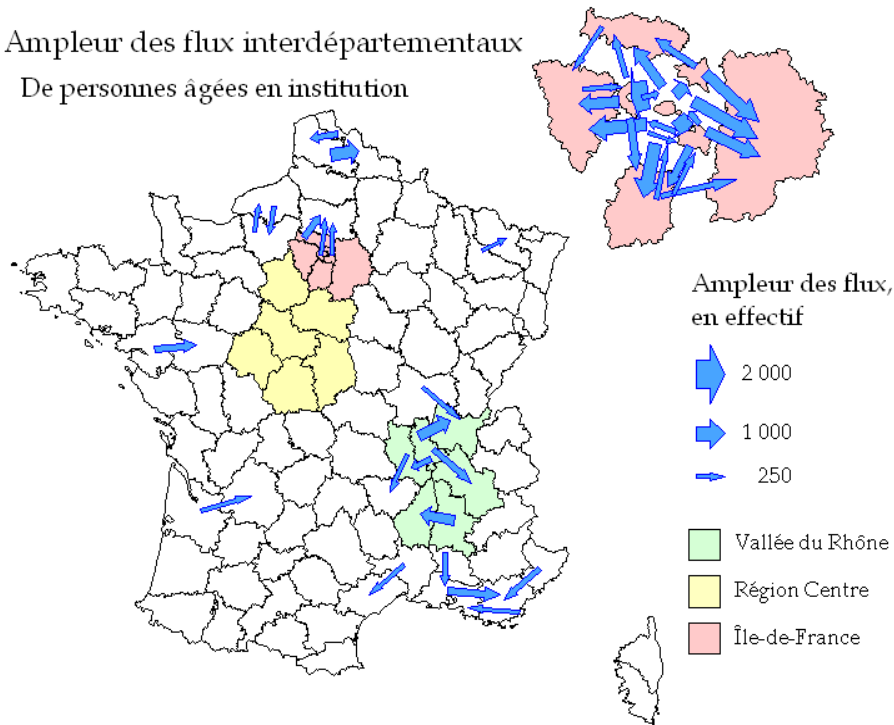 Ampleur des flux interdépartementaux
De personnes âgées en institution
Ampleur des flux,
en effectif
2 000
1 000
250
Vallée du Rhône
Région Centre
Île-de-France